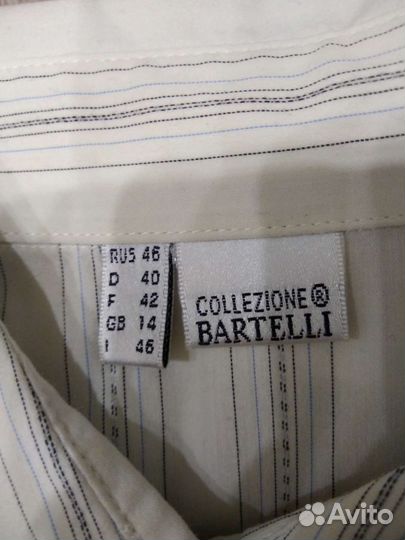 RUS 46
D 40
F 42
GB 14
I 46
COLLEZIONE ®
BARTELLI
Avito